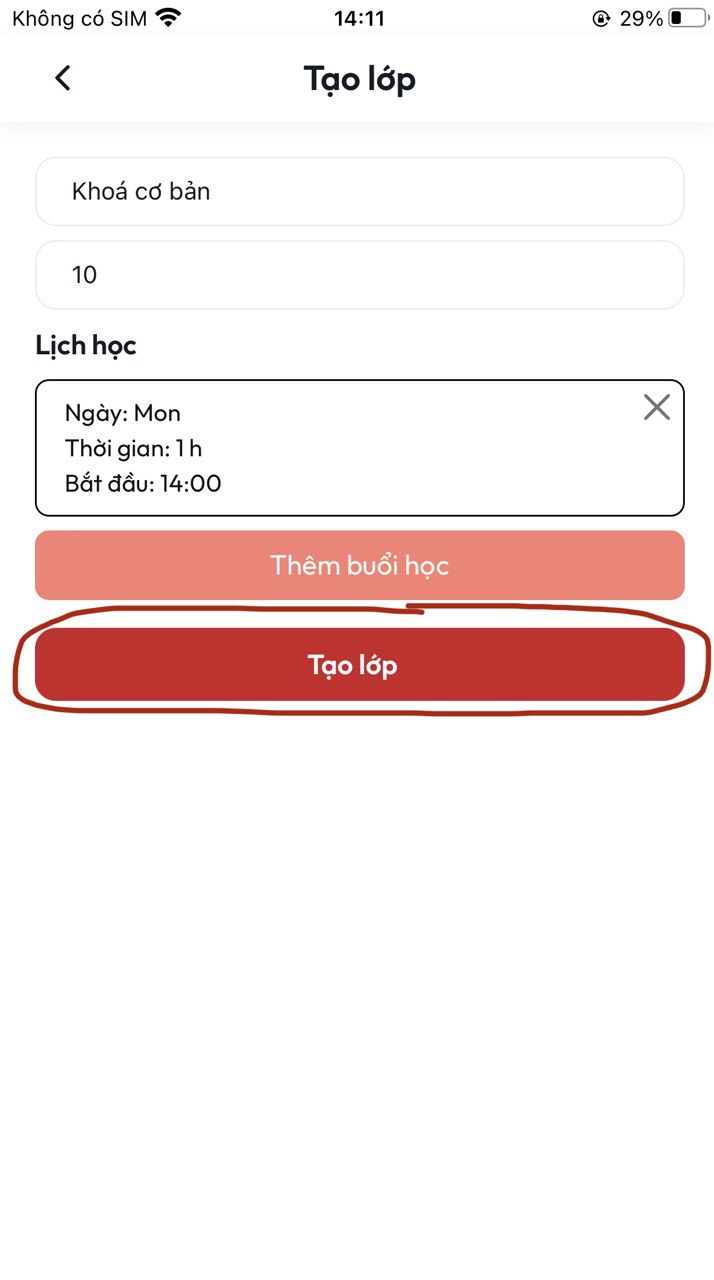 Không có SIM 14:11 29%
Tạo lớp
Khoá cơ bản
10
Lịch học
Ngày: Mon
Thời gian: 1 h
Bắt đầu: 14:00
Thêm buổi học
Tạo lớp